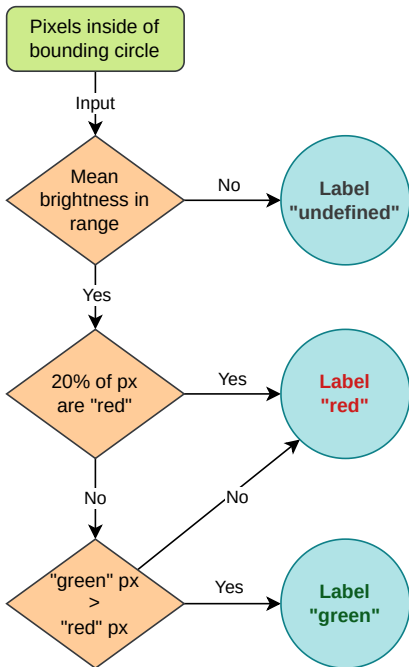 Pixels inside of
bounding circle
Input
Mean
brightness in
range
No
Label
"undefined"
Yes
20% of px
are "red"
Yes
Label
"red"
No
No
"green" px
>
"red" px
Yes
Label
"green"